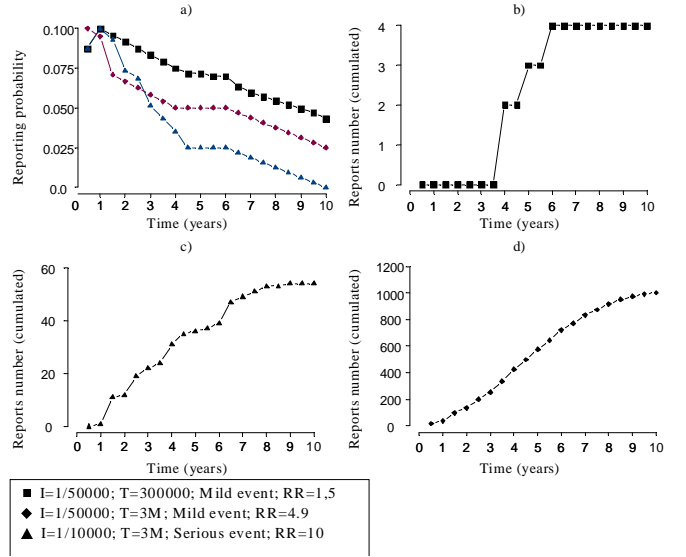 a)
Reporting probability
0.100
0.075
0.050
0.025
0.0
0 1 2 3 4 5 6 7 8 9 10
Time (years)
b)
Reports number (cumulated)
4
3
2
1
0
0 1 2 3 4 5 6 7 8 9 10
Time (years)
c)
Reports number (cumulated)
60
40
20
0
0 1 2 3 4 5 6 7 8 9 10
Time (years)
d)
Reports number (cumulated)
1200
1000
800
600
400
200
0
0 1 2 3 4 5 6 7 8 9 10
Time (years)
I=1/50000; T=300000; Mild event; RR=1,5
I=1/50000; T=3M; Mild event; RR=4.9
I=1/10000; T=3M; Serious event; RR=10